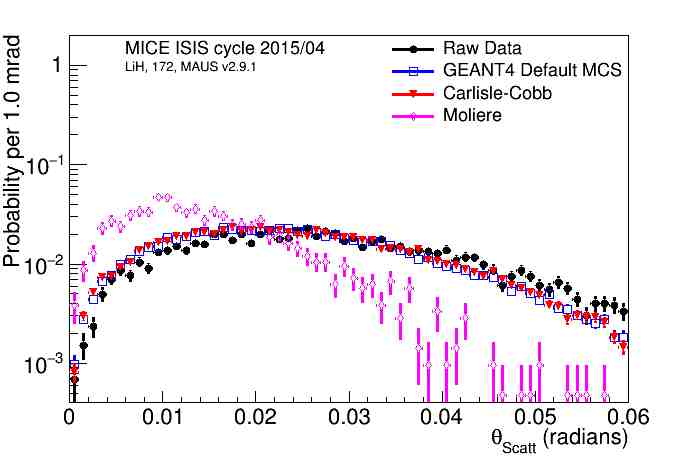 MICE ISIS cycle 2015/04
LiH, 172, MAUS v2.9.1
Raw Data
GEANT4 Default MCS
Carlisle-Cobb
Moliere
Probability per 1.0 mrad
1
10⁻¹
10⁻²
10⁻³
0 0.01 0.02 0.03 0.04 0.05 0.06
θScatt (radians)